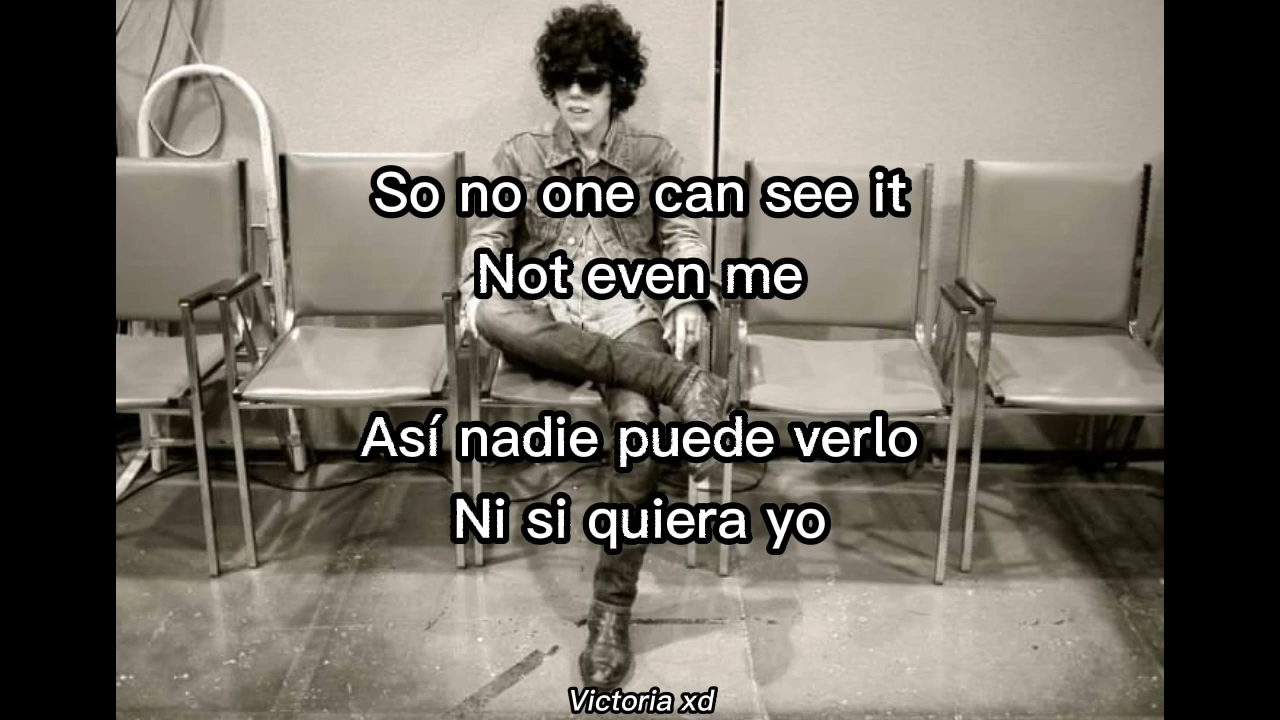 So no one can see it
Not even me
Así nadie puede verlo
Ni si quiera yo
Victoria xd